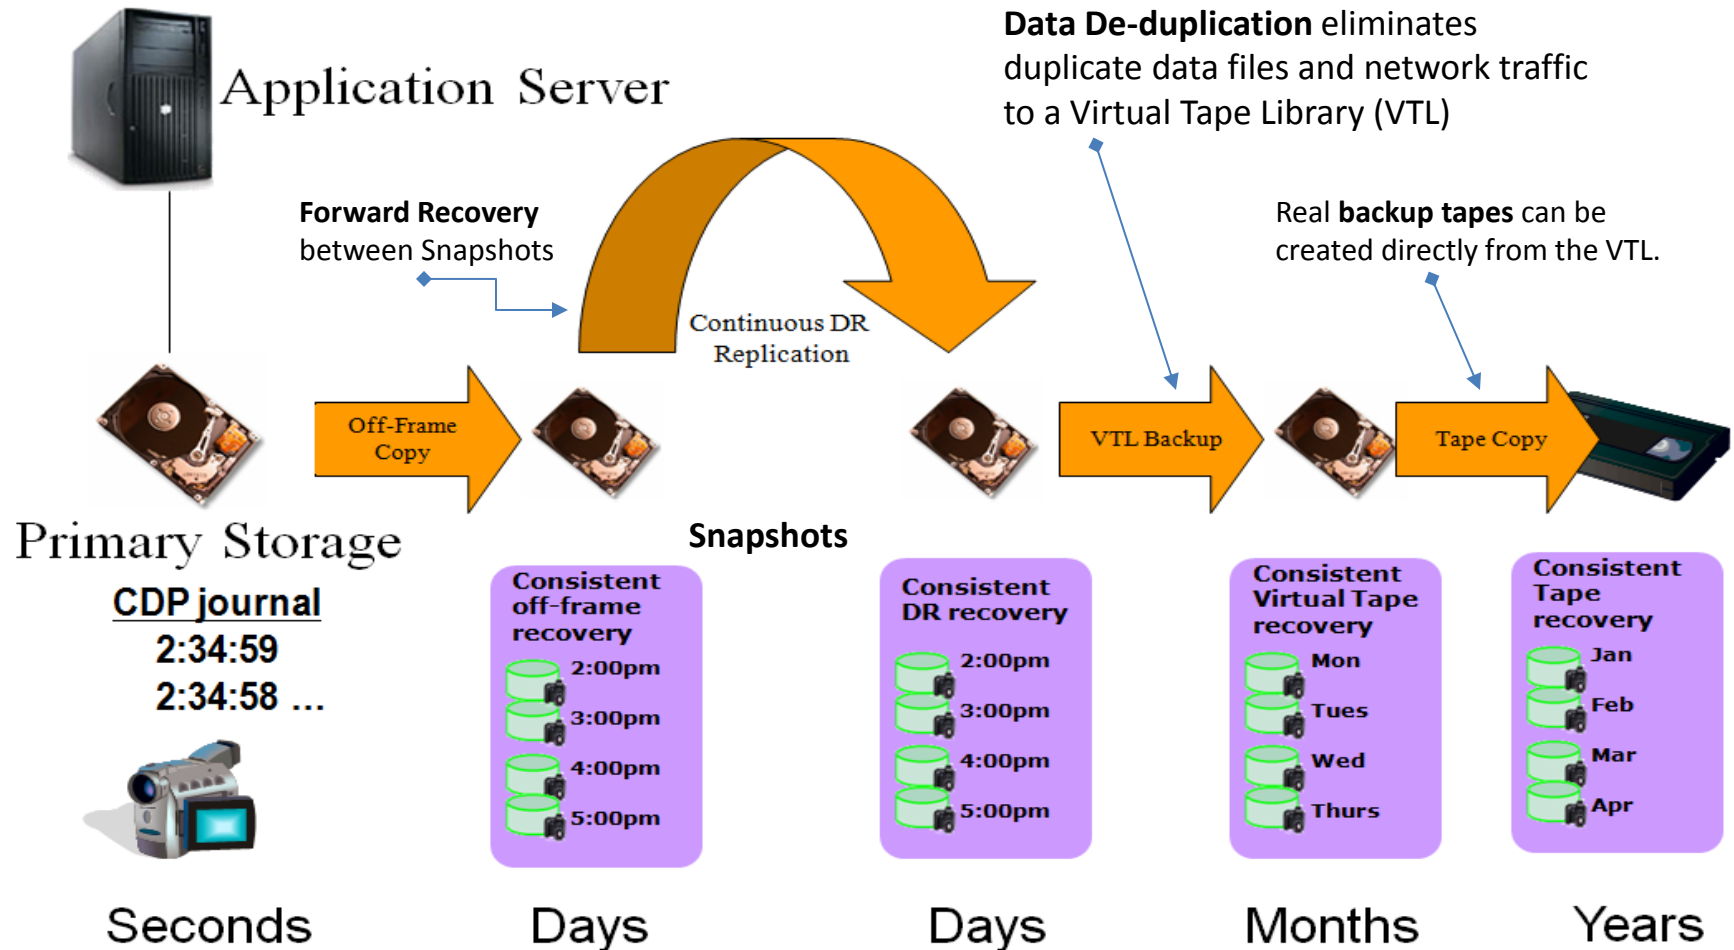 Data De-duplication eliminates
duplicate data files and network traffic
to a Virtual Tape Library (VTL)
Application Server
Forward Recovery
between Snapshots
Real backup tapes can be
created directly from the VTL.
Continuous DR
Replication
Off-Frame
Copy
VTL Backup
Tape Copy
Primary Storage
Snapshots
CDP journal
2:34:59
2:34:58 ...
Consistent
off-frame
recovery
2:00pm
3:00pm
4:00pm
5:00pm
Consistent
DR recovery
2:00pm
3:00pm
4:00pm
5:00pm
Consistent
Virtual Tape
recovery
Mon
Tues
Wed
Thurs
Consistent
Tape
recovery
Jan
Feb
Mar
Apr
Seconds
Days
Days
Months
Years